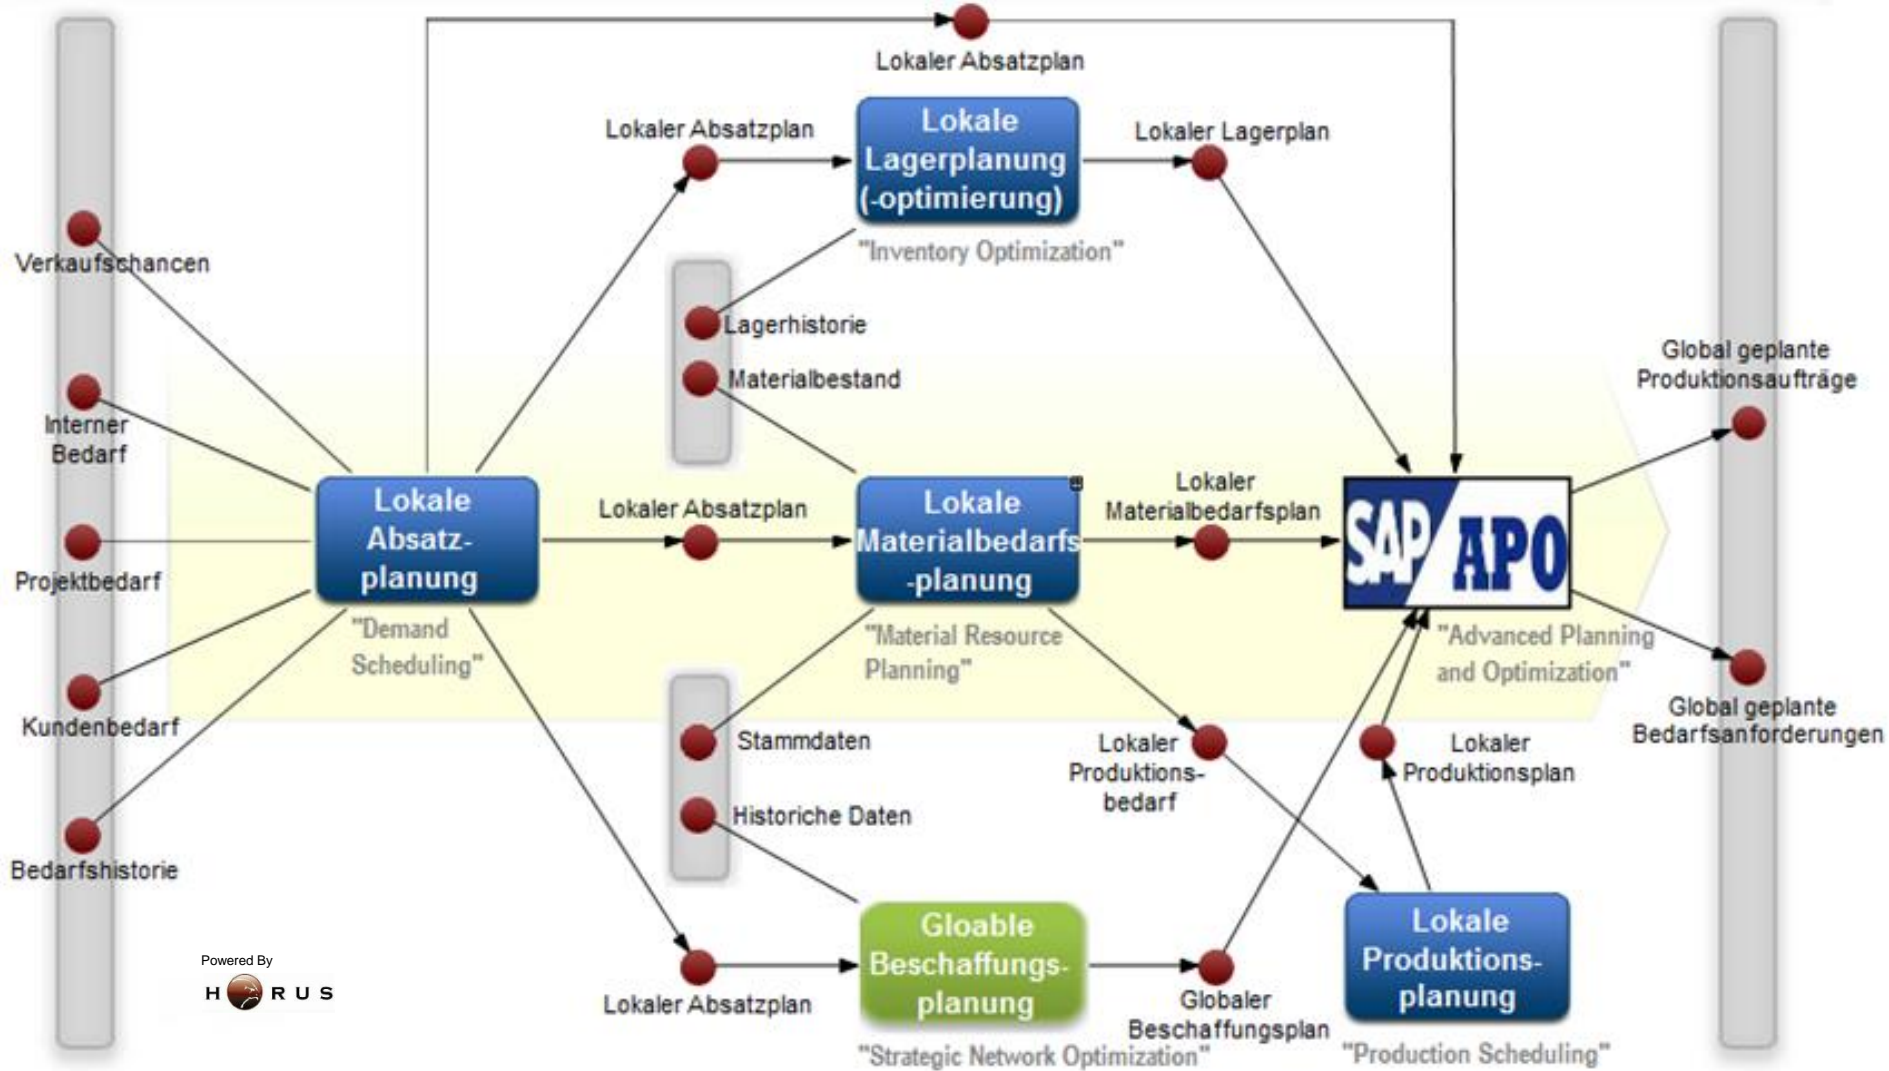 Lokaler Absatzplan
Lokaler Absatzplan
Lokale
Lagerplanung
(-optimierung)
Lokaler Lagerplan
"Inventory Optimization"
Verkaufschancen
Lagerhistorie
Materialbestand
Global geplante
Produktionsaufträge
Interner
Bedarf
Lokale
Absatz-
planung
"Demand
Scheduling"
Lokaler Absatzplan
Lokale
Materialbedarfs
-planung
"Material Resource
Planning"
Lokaler
Materialbedarfsplan
SAP APO
"Advanced Planning
and Optimization"
Projektbedarf
Kundenbedarf
Bedarfshistorie
Stammdaten
Historiche Daten
Lokaler
Produktions-
bedarf
Lokaler
Produktionsplan
Global geplante
Bedarfsanforderungen
Lokaler Absatzplan
Gloable
Beschaffungs-
planung
"Strategic Network Optimization"
Globaler
Beschaffungsplan
Lokale
Produktions-
planung
"Production Scheduling"
Powered By
HORUS